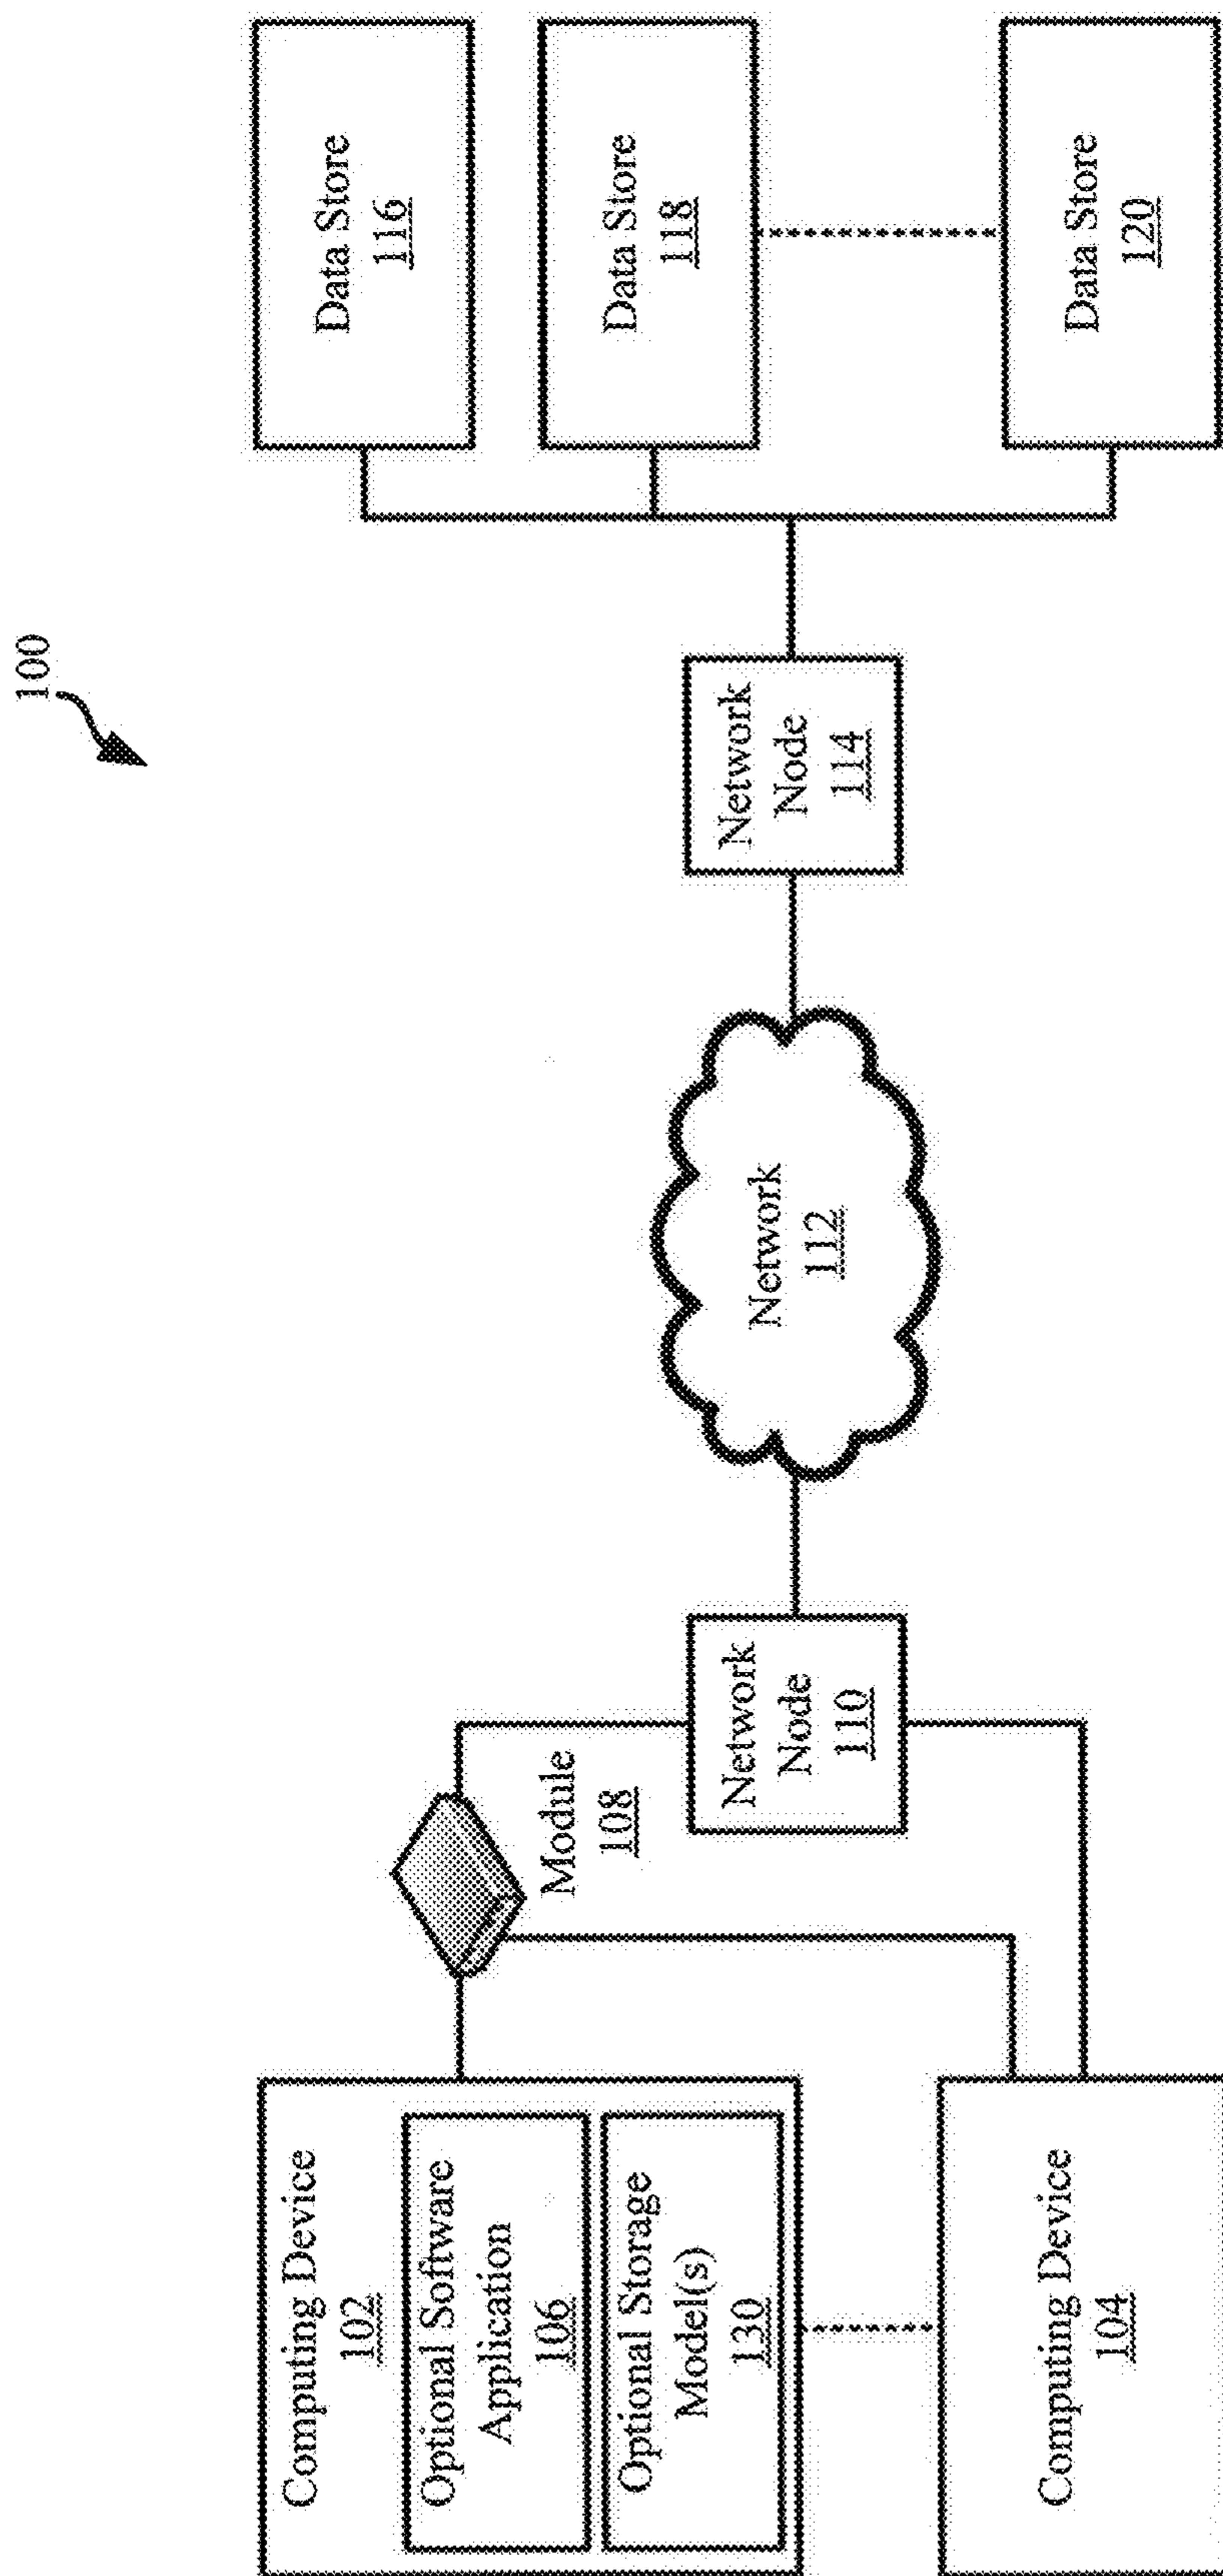 100
Computing Device
102
Optional Software
Application
106
Optional Storage
Model(s)
130
Computing Device
104
Module
108
Network
Node
110
Network
112
Network
Node
114
Data Store
116
Data Store
118
Data Store
120